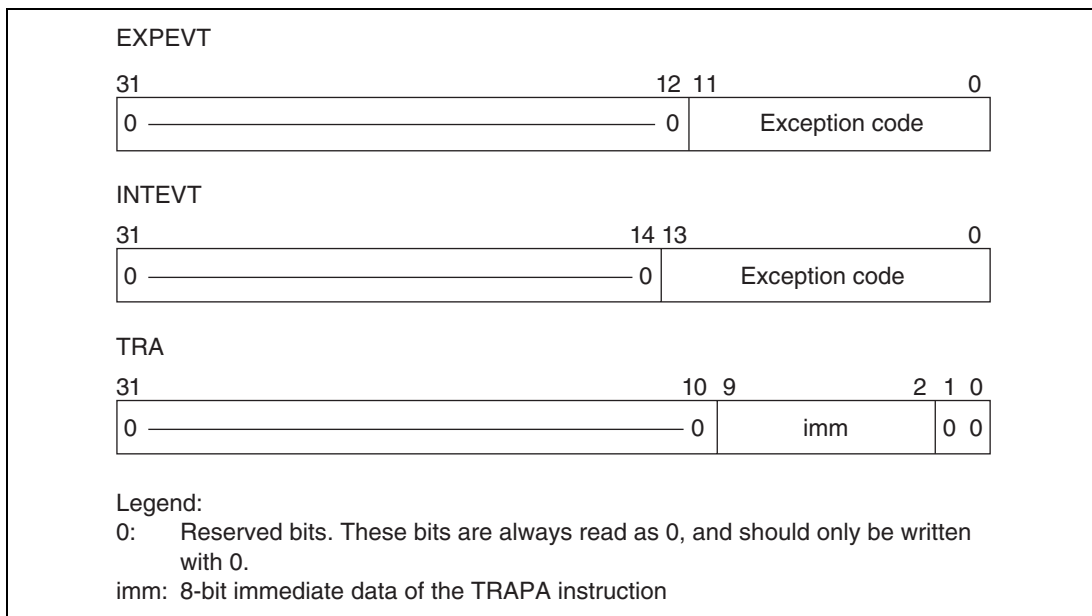 EXPEVT
31 12 11 0
0 0 Exception code
INTEVT
31 14 13 0
0 0 Exception code
TRA
31 10 9 2 1 0
0 0 imm 0 0
Legend:
0: Reserved bits. These bits are always read as 0, and should only be written
with 0.
imm: 8-bit immediate data of the TRAPA instruction